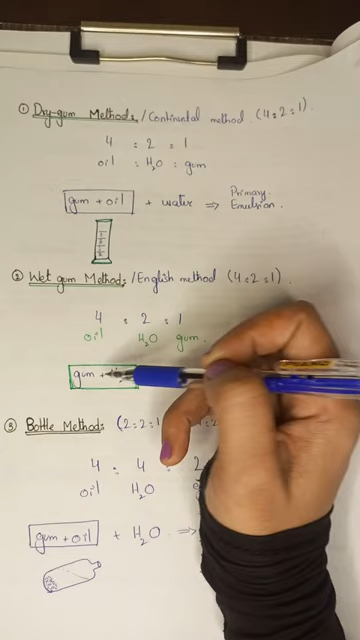 ① Dry-gum Method:/Continental method (4:2:1).
4 : 2 : 1
oil : H₂O : gum
gum + oil + water ⇒ Primary Emulsion.
② Wet gum Method:/English method (4:2:1).
4 : 2 : 1
oil H₂O gum.
gum +
③ Bottle Method: (2:2:1
4 : 4 : 2
oil H₂O
gum + oil + H₂O ⇒